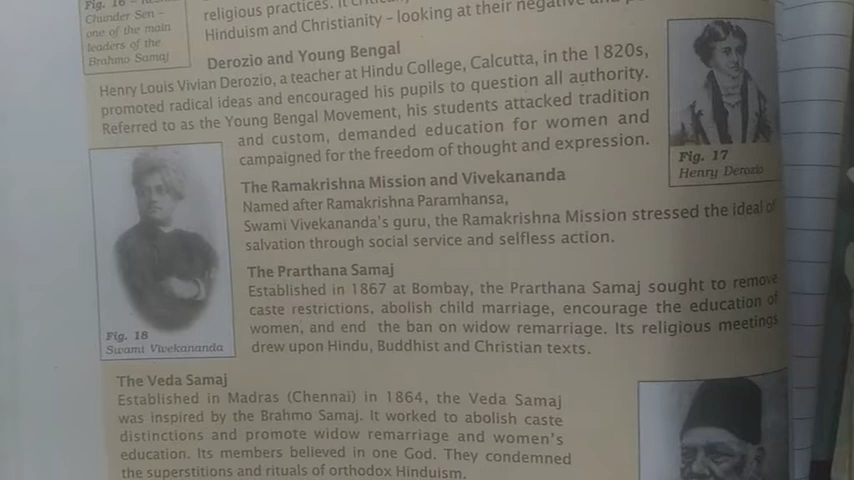 Fig. 16 –
Chunder Sen –
one of the main
leaders of the
Brahmo Samaj
religious practices. It
Hinduism and Christianity – looking at their negative and
Derozio and Young Bengal
Henry Louis Vivian Derozio, a teacher at Hindu College, Calcutta, in the 1820s,
promoted radical ideas and encouraged his pupils to question all authority.
Referred to as the Young Bengal Movement, his students attacked tradition
and custom, demanded education for women and
campaigned for the freedom of thought and expression.
Fig. 17
Henry Derozio
The Ramakrishna Mission and Vivekananda
Named after Ramakrishna Paramhansa,
Swami Vivekananda's guru, the Ramakrishna Mission stressed the ideal of
salvation through social service and selfless action.
The Prarthana Samaj
Established in 1867 at Bombay, the Prarthana Samaj sought to remove
caste restrictions, abolish child marriage, encourage the education of
women, and end the ban on widow remarriage. Its religious meetings
drew upon Hindu, Buddhist and Christian texts.
Fig. 18
Swami Vivekananda
The Veda Samaj
Established in Madras (Chennai) in 1864, the Veda Samaj
was inspired by the Brahmo Samaj. It worked to abolish caste
distinctions and promote widow remarriage and women's
education. Its members believed in one God. They condemned
the superstitions and rituals of orthodox Hinduism.